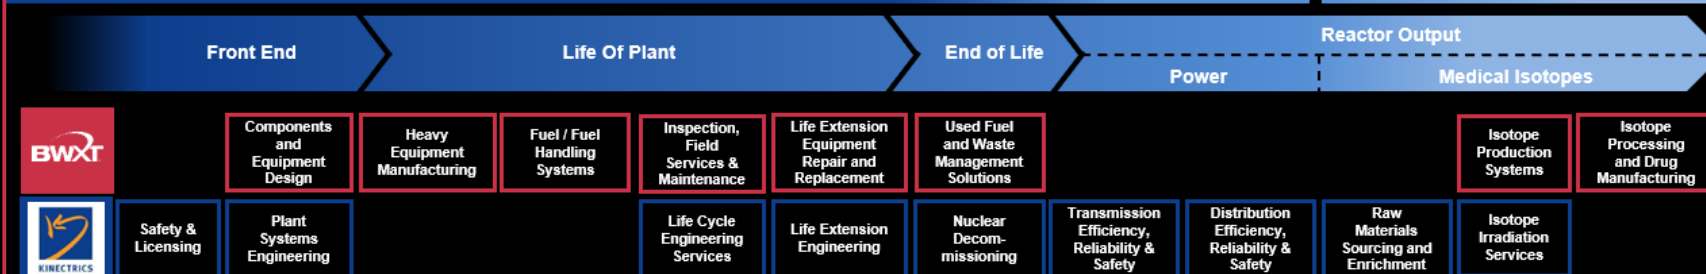 Front End
Life Of Plant
End of Life
Reactor Output
Power
Medical Isotopes
BWXT
Components
and
Equipment
Design
Heavy
Equipment
Manufacturing
Fuel / Fuel
Handling
Systems
Inspection,
Field
Services &
Maintenance
Life Extension
Equipment
Repair and
Replacement
Used Fuel
and Waste
Management
Solutions
Isotope
Production
Systems
Isotope
Processing
and Drug
Manufacturing
KINECTRICS
Safety &
Licensing
Plant
Systems
Engineering
Life Cycle
Engineering
Services
Life Extension
Engineering
Nuclear
Decom-
missioning
Transmission
Efficiency,
Reliability &
Safety
Distribution
Efficiency,
Reliability &
Safety
Raw
Materials
Sourcing and
Enrichment
Isotope
Irradiation
Services